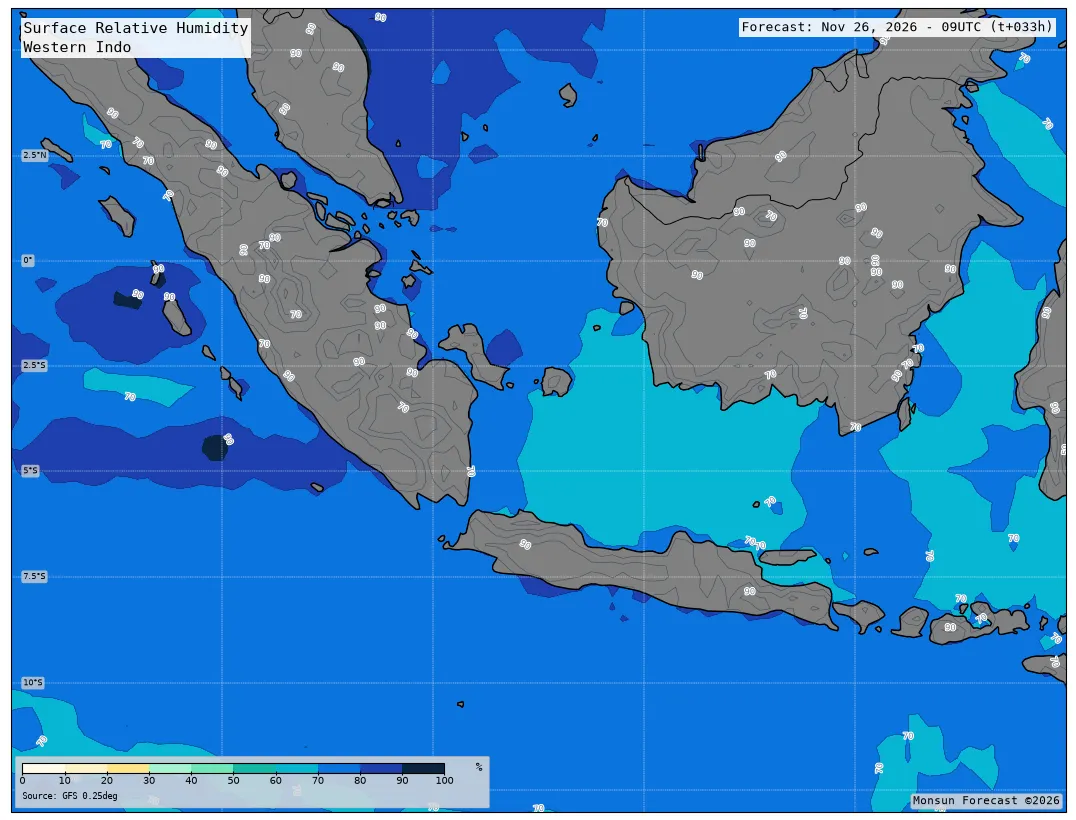 Surface Relative Humidity
Western Indo
Forecast: Nov 26, 2026 - 09UTC (t+033h)
2.5°N
0°
2.5°S
5°S
7.5°S
10°S
0 10 20 30 40 50 60 70 80 90 100
%
Source: GFS 0.25deg
Monsun Forecast ©2026